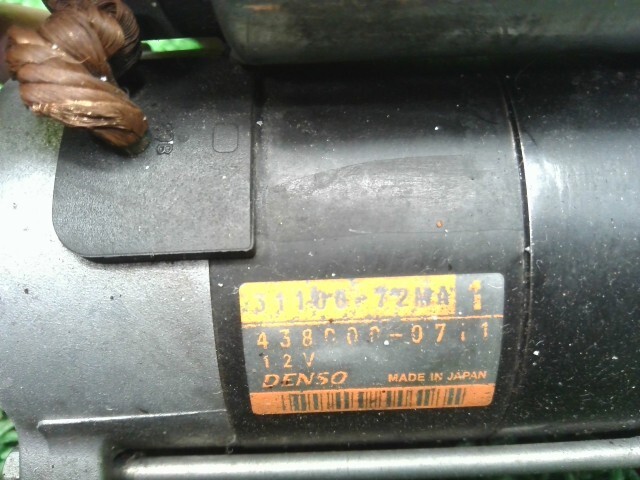 31100-72MA 1
438000-0711
12V
DENSO MADE IN JAPAN